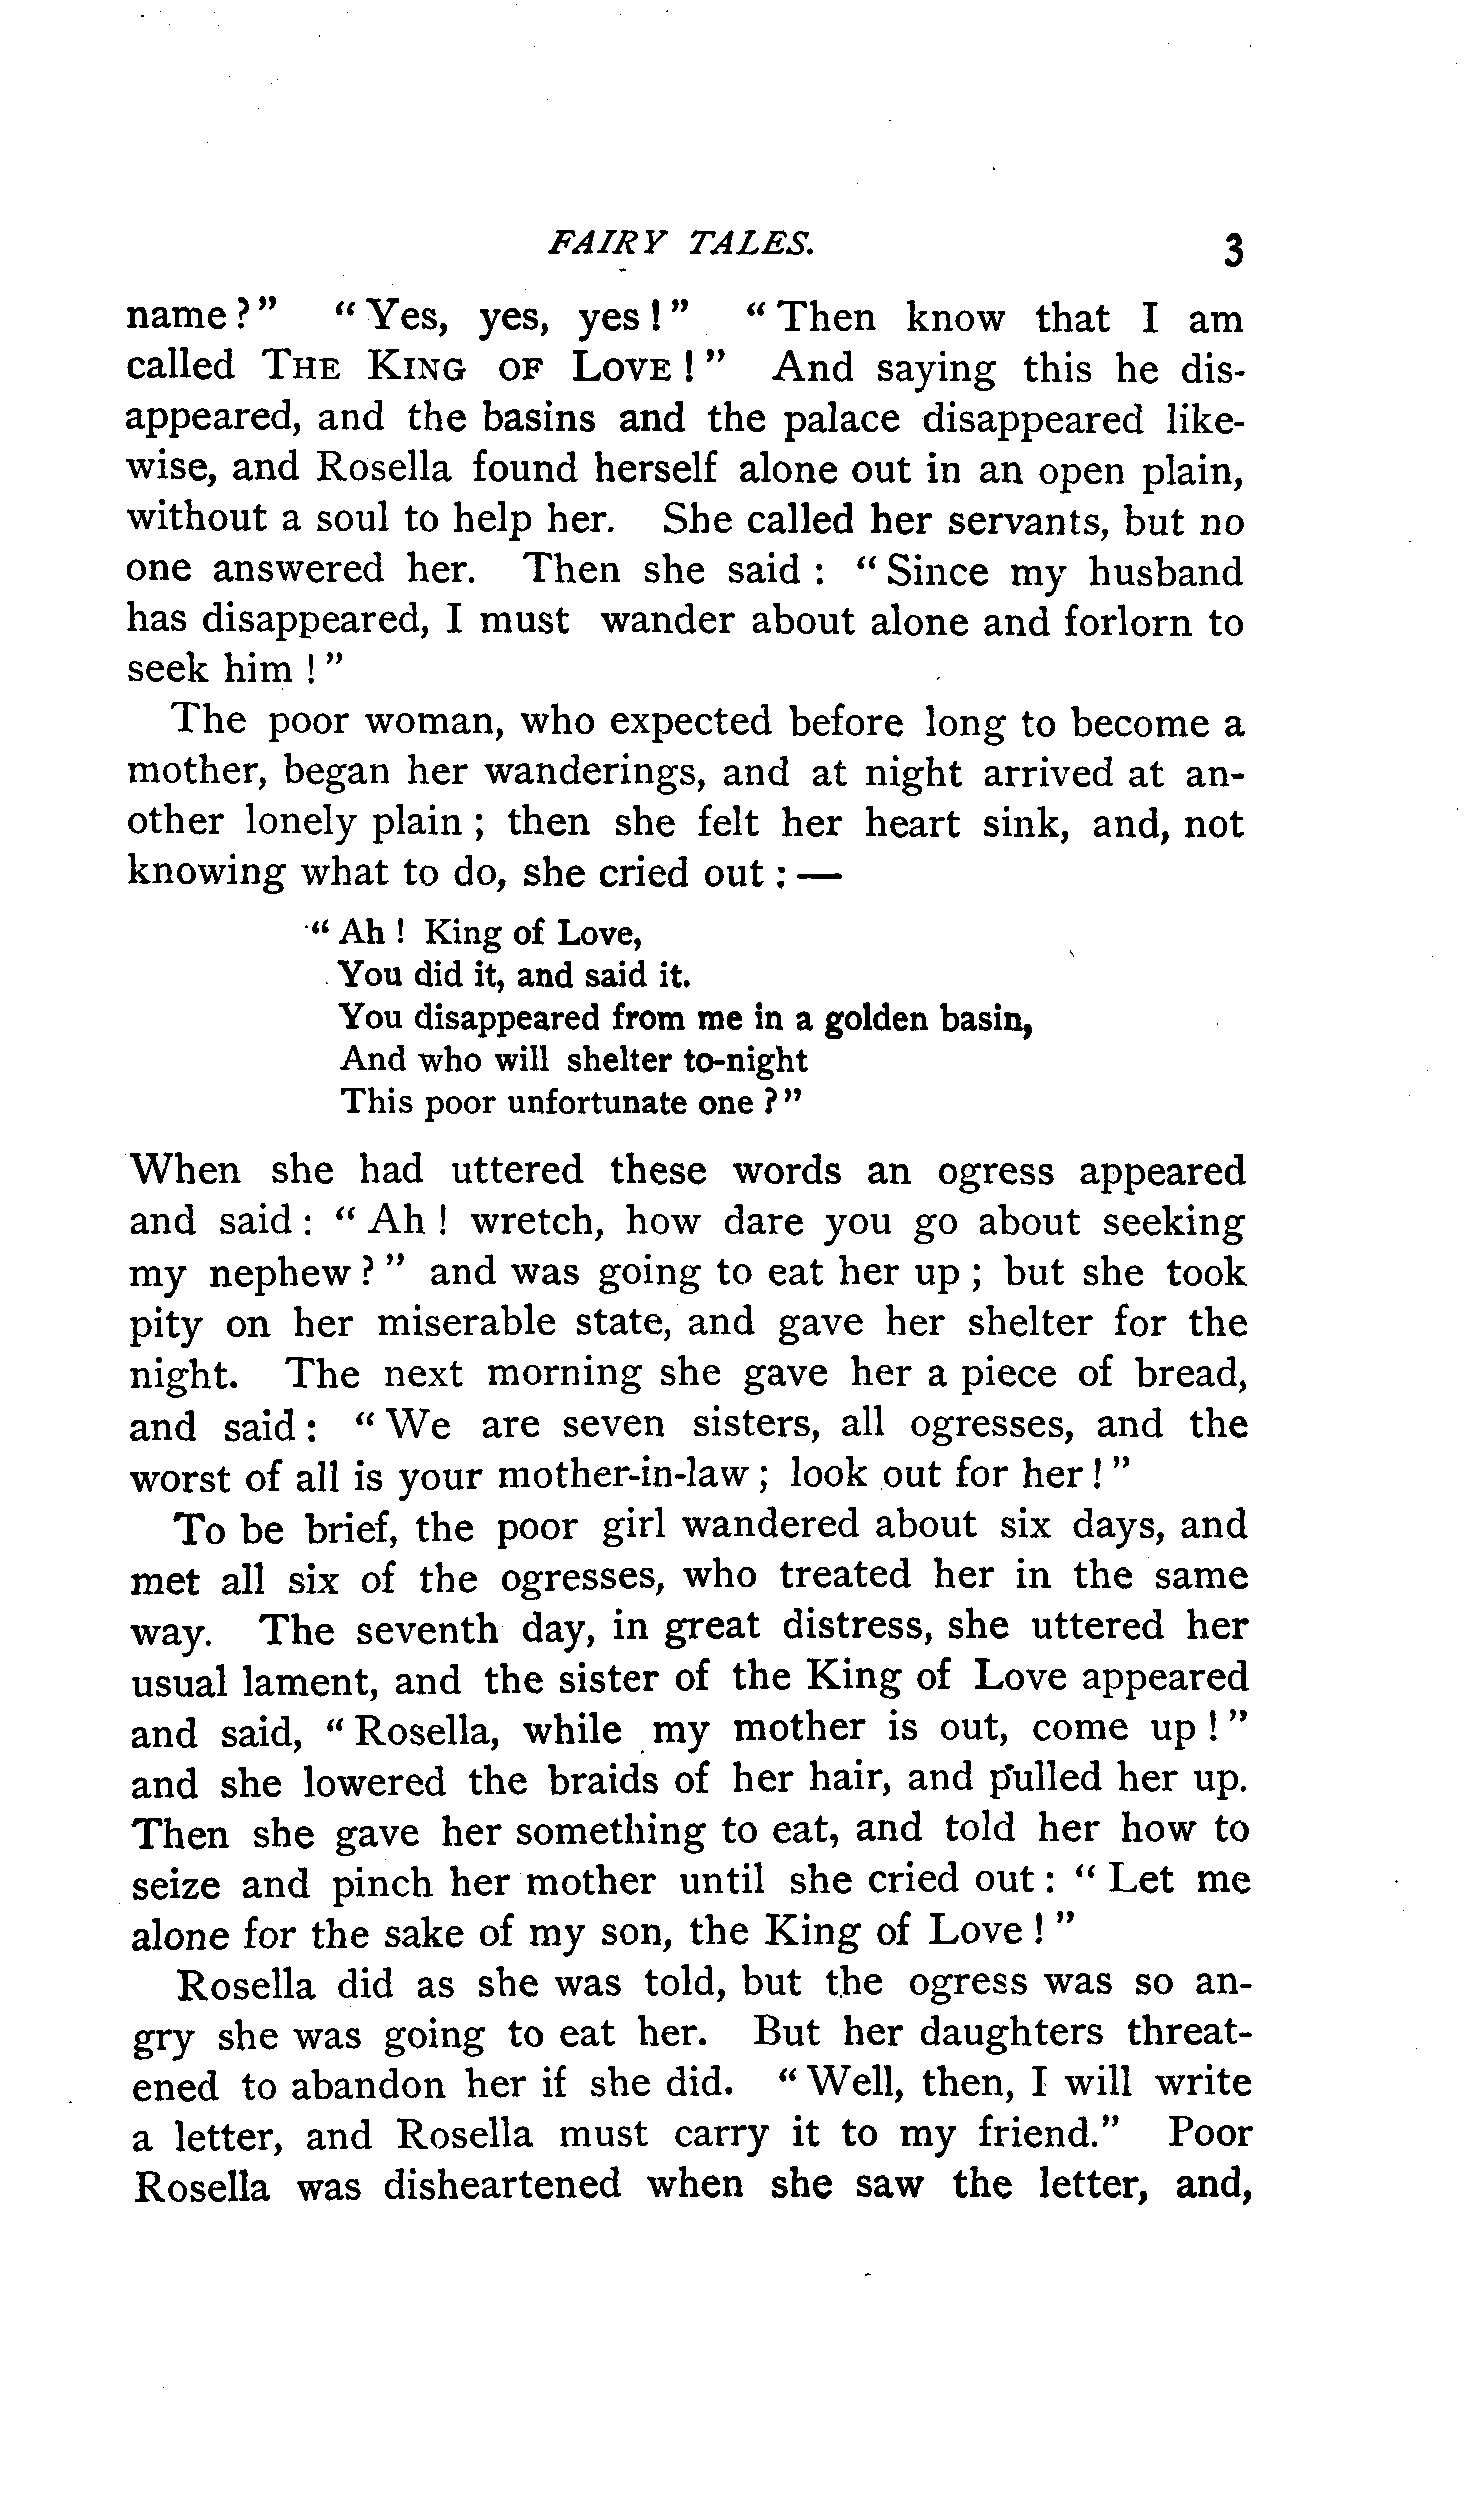 FAIRY TALES. 3
name?" "Yes, yes, yes!" "Then know that I am
called THE KING OF LOVE!" And saying this he dis-
appeared, and the basins and the palace disappeared like-
wise, and Rosella found herself alone out in an open plain,
without a soul to help her. She called her servants, but no
one answered her. Then she said: "Since my husband
has disappeared, I must wander about alone and forlorn to
seek him!"
The poor woman, who expected before long to become a
mother, began her wanderings, and at night arrived at an-
other lonely plain; then she felt her heart sink, and, not
knowing what to do, she cried out:—
"Ah! King of Love,
You did it, and said it.
You disappeared from me in a golden basin,
And who will shelter to-night
This poor unfortunate one?"
When she had uttered these words an ogress appeared
and said: "Ah! wretch, how dare you go about seeking
my nephew?" and was going to eat her up; but she took
pity on her miserable state, and gave her shelter for the
night. The next morning she gave her a piece of bread,
and said: "We are seven sisters, all ogresses, and the
worst of all is your mother-in-law; look out for her!"
To be brief, the poor girl wandered about six days, and
met all six of the ogresses, who treated her in the same
way. The seventh day, in great distress, she uttered her
usual lament, and the sister of the King of Love appeared
and said, "Rosella, while my mother is out, come up!"
and she lowered the braids of her hair, and pulled her up.
Then she gave her something to eat, and told her how to
seize and pinch her mother until she cried out: "Let me
alone for the sake of my son, the King of Love!"
Rosella did as she was told, but the ogress was so an-
gry she was going to eat her. But her daughters threat-
ened to abandon her if she did. "Well, then, I will write
a letter, and Rosella must carry it to my friend." Poor
Rosella was disheartened when she saw the letter, and,